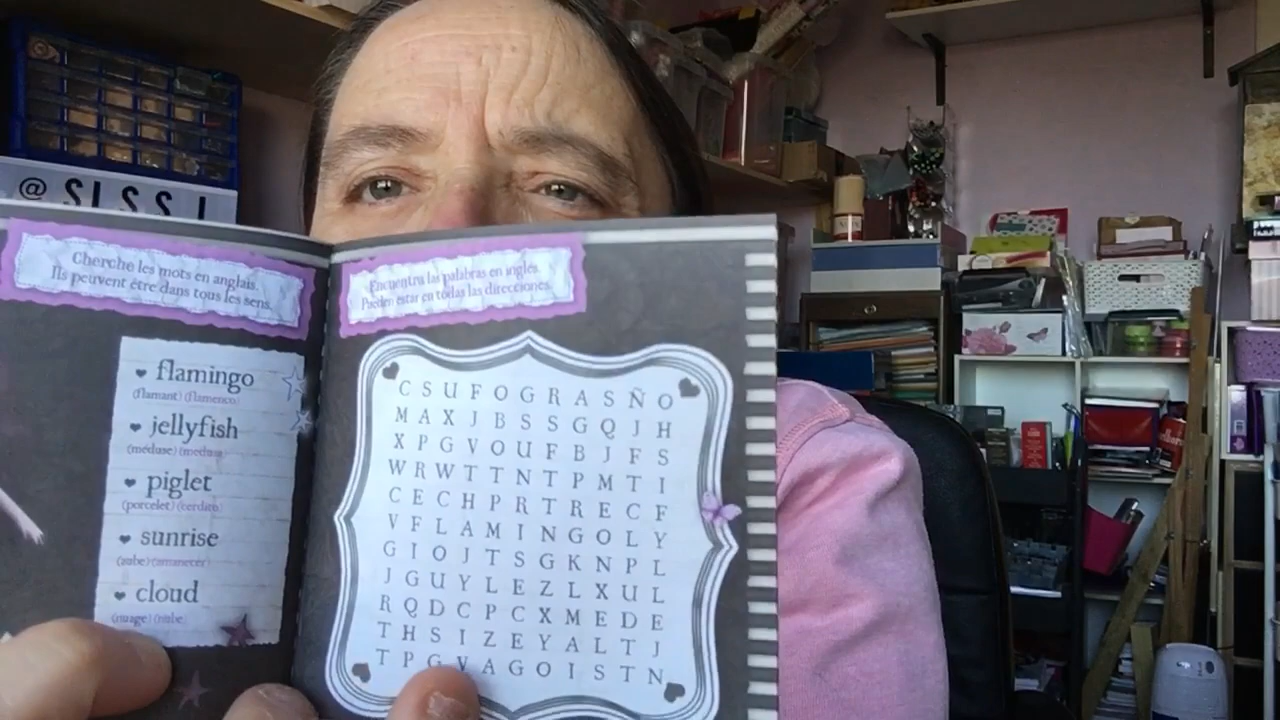 @ SLSSJ
Cherche les mots en anglais.
Ils peuvent être dans tous les sens.
flamingo
(flamant) (flamenco)
jellyfish
(méduse) (medusa)
piglet
(porcelet) (cerdito)
sunrise
(aube) (amanecer)
cloud
(nuage) (nube)
Encuentra las palabras en inglés.
Pueden estar en todas las direcciones.
C S U F O G R A S Ñ O
M A X J B S S G Q J H
X P G V O U F B J F S
W R W T T N T P M T I
C E C H P R T R E C F
V F L A M I N G O L Y
G I O J T S G K N P L
J G U Y L E Z L X U L
R Q D C P C X M E D E
T H S I Z E Y A L T J
T P G V A G O I S T N